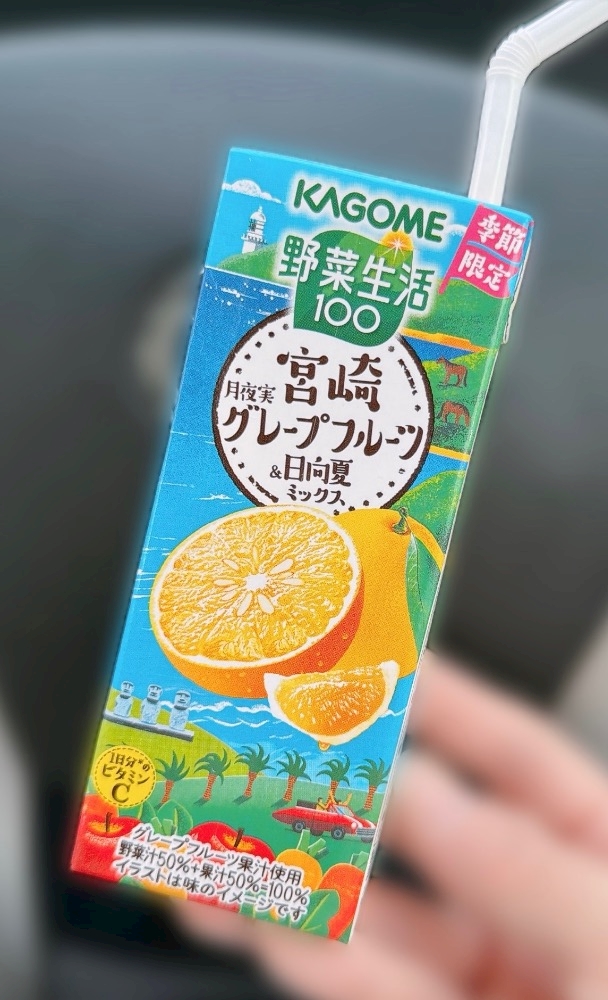 KAGOME
季節
限定
野菜生活
100
宮崎
月夜実
グレープフルーツ
&日向夏
ミックス
1日分※の
ビタミン
C
グレープフルーツ果汁使用
野菜汁50%+果汁50%=100%
イラストは味のイメージです